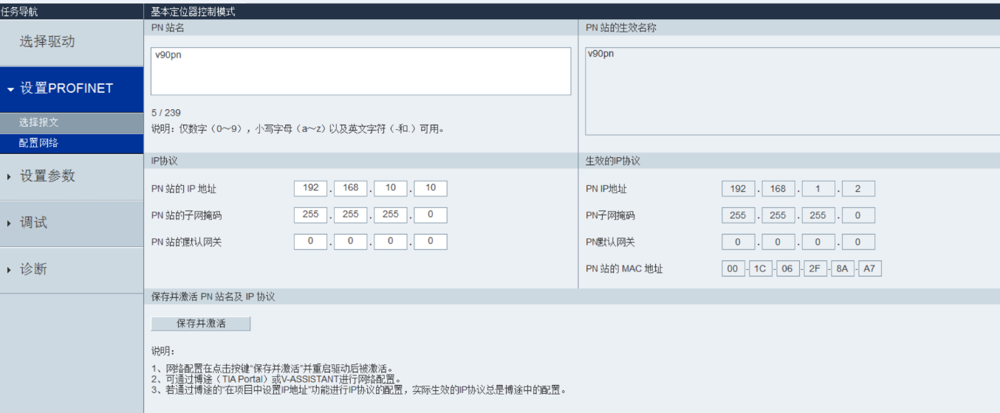 任务导航
基本定位器控制模式
选择驱动
设置PROFINET
选择报文
配置网络
设置参数
调试
诊断
PN 站名
PN 站的生效名称
v90pn
v90pn
5 / 239
说明：仅数字（0～9），小写字母（a～z）以及英文字符（-和.）可用。
IP协议
生效的IP协议
PN 站的 IP 地址 192 . 168 . 10 . 10
PN IP地址 192 . 168 . 1 . 2
PN 站的子网掩码 255 . 255 . 255 . 0
PN子网掩码 255 . 255 . 255 . 0
PN 站的默认网关 0 . 0 . 0 . 0
PN默认网关 0 . 0 . 0 . 0
PN 站的 MAC 地址 00 - 1C - 06 - 2F - 8A - A7
保存并激活 PN 站名及 IP 协议
保存并激活
说明：
1、网络配置在点击按键“保存并激活”并重启驱动后被激活。
2、可通过博途（TIA Portal）或V-ASSISTANT进行网络配置。
3、若通过博途的“在项目中设置IP地址”功能进行IP协议的配置，实际生效的IP协议总是博途中的配置。